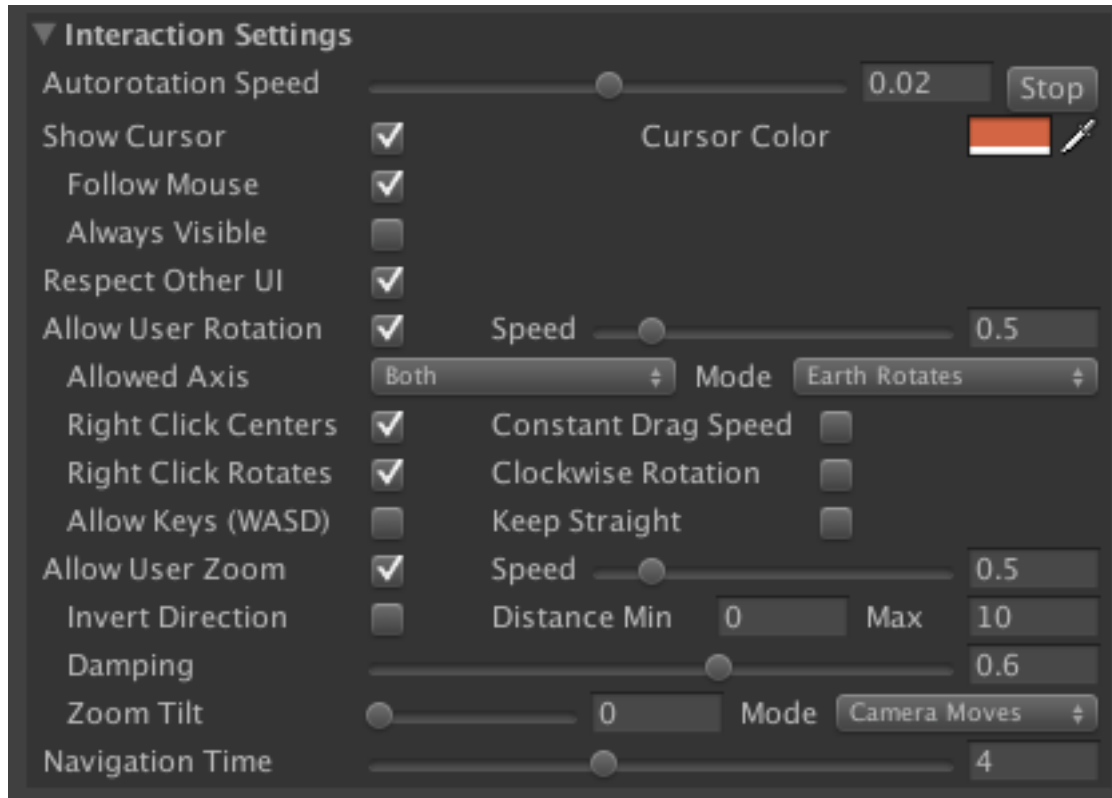 Interaction Settings
Autorotation Speed 0.02 Stop
Show Cursor Cursor Color
Follow Mouse
Always Visible
Respect Other UI
Allow User Rotation Speed 0.5
Allowed Axis Both Mode Earth Rotates
Right Click Centers Constant Drag Speed
Right Click Rotates Clockwise Rotation
Allow Keys (WASD) Keep Straight
Allow User Zoom Speed 0.5
Invert Direction Distance Min 0 Max 10
Damping 0.6
Zoom Tilt 0 Mode Camera Moves
Navigation Time 4